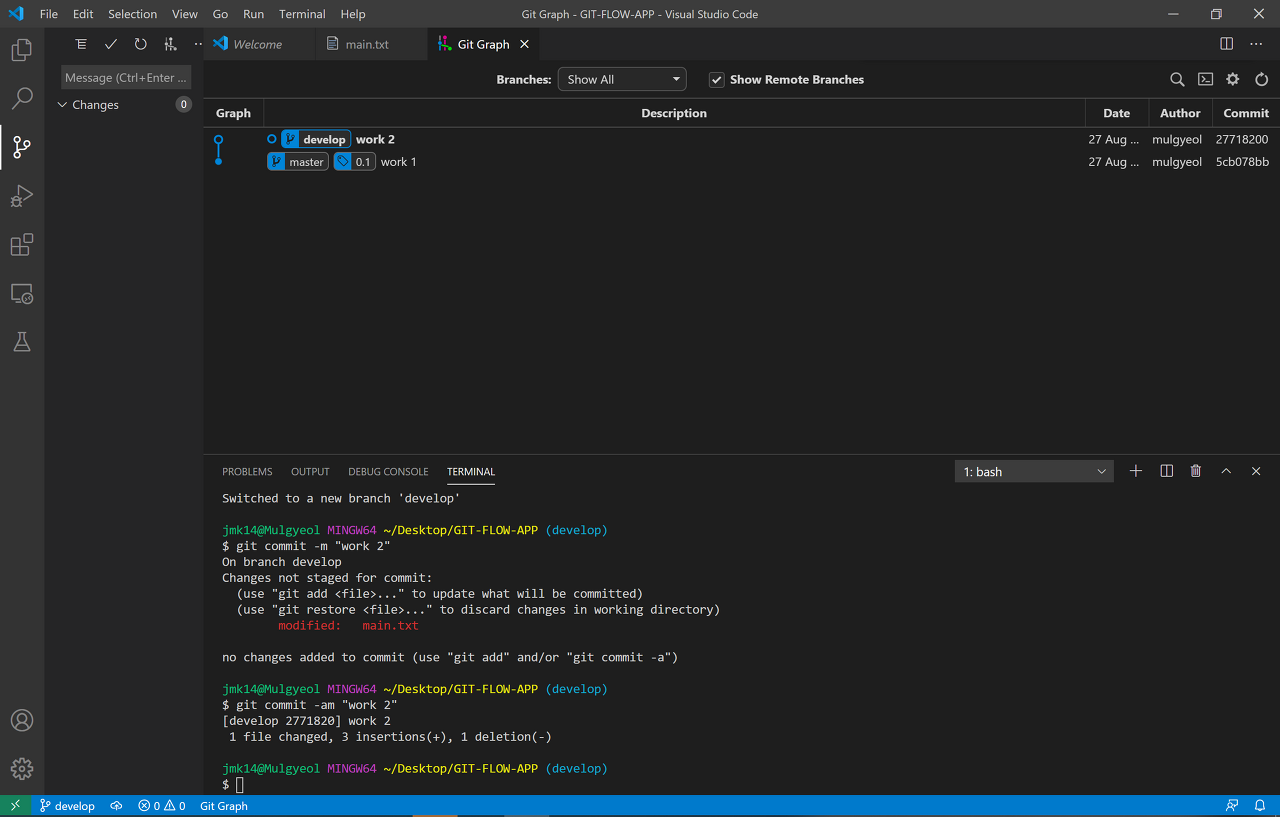 File Edit Selection View Go Run Terminal Help Git Graph - GIT-FLOW-APP - Visual Studio Code
Welcome main.txt Git Graph
Message (Ctrl+Enter ...
Changes 0
Branches: Show All Show Remote Branches
Graph Description Date Author Commit
develop work 2 27 Aug ... mulgyeol 27718200
master 0.1 work 1 27 Aug ... mulgyeol 5cb078bb
PROBLEMS OUTPUT DEBUG CONSOLE TERMINAL 1: bash
Switched to a new branch 'develop'
jmk14@Mulgyeol MINGW64 ~/Desktop/GIT-FLOW-APP (develop)
$ git commit -m "work 2"
On branch develop
Changes not staged for commit:
(use "git add <file>..." to update what will be committed)
(use "git restore <file>..." to discard changes in working directory)
modified: main.txt
no changes added to commit (use "git add" and/or "git commit -a")
jmk14@Mulgyeol MINGW64 ~/Desktop/GIT-FLOW-APP (develop)
$ git commit -am "work 2"
[develop 2771820] work 2
1 file changed, 3 insertions(+), 1 deletion(-)
jmk14@Mulgyeol MINGW64 ~/Desktop/GIT-FLOW-APP (develop)
$
develop 0 0 Git Graph